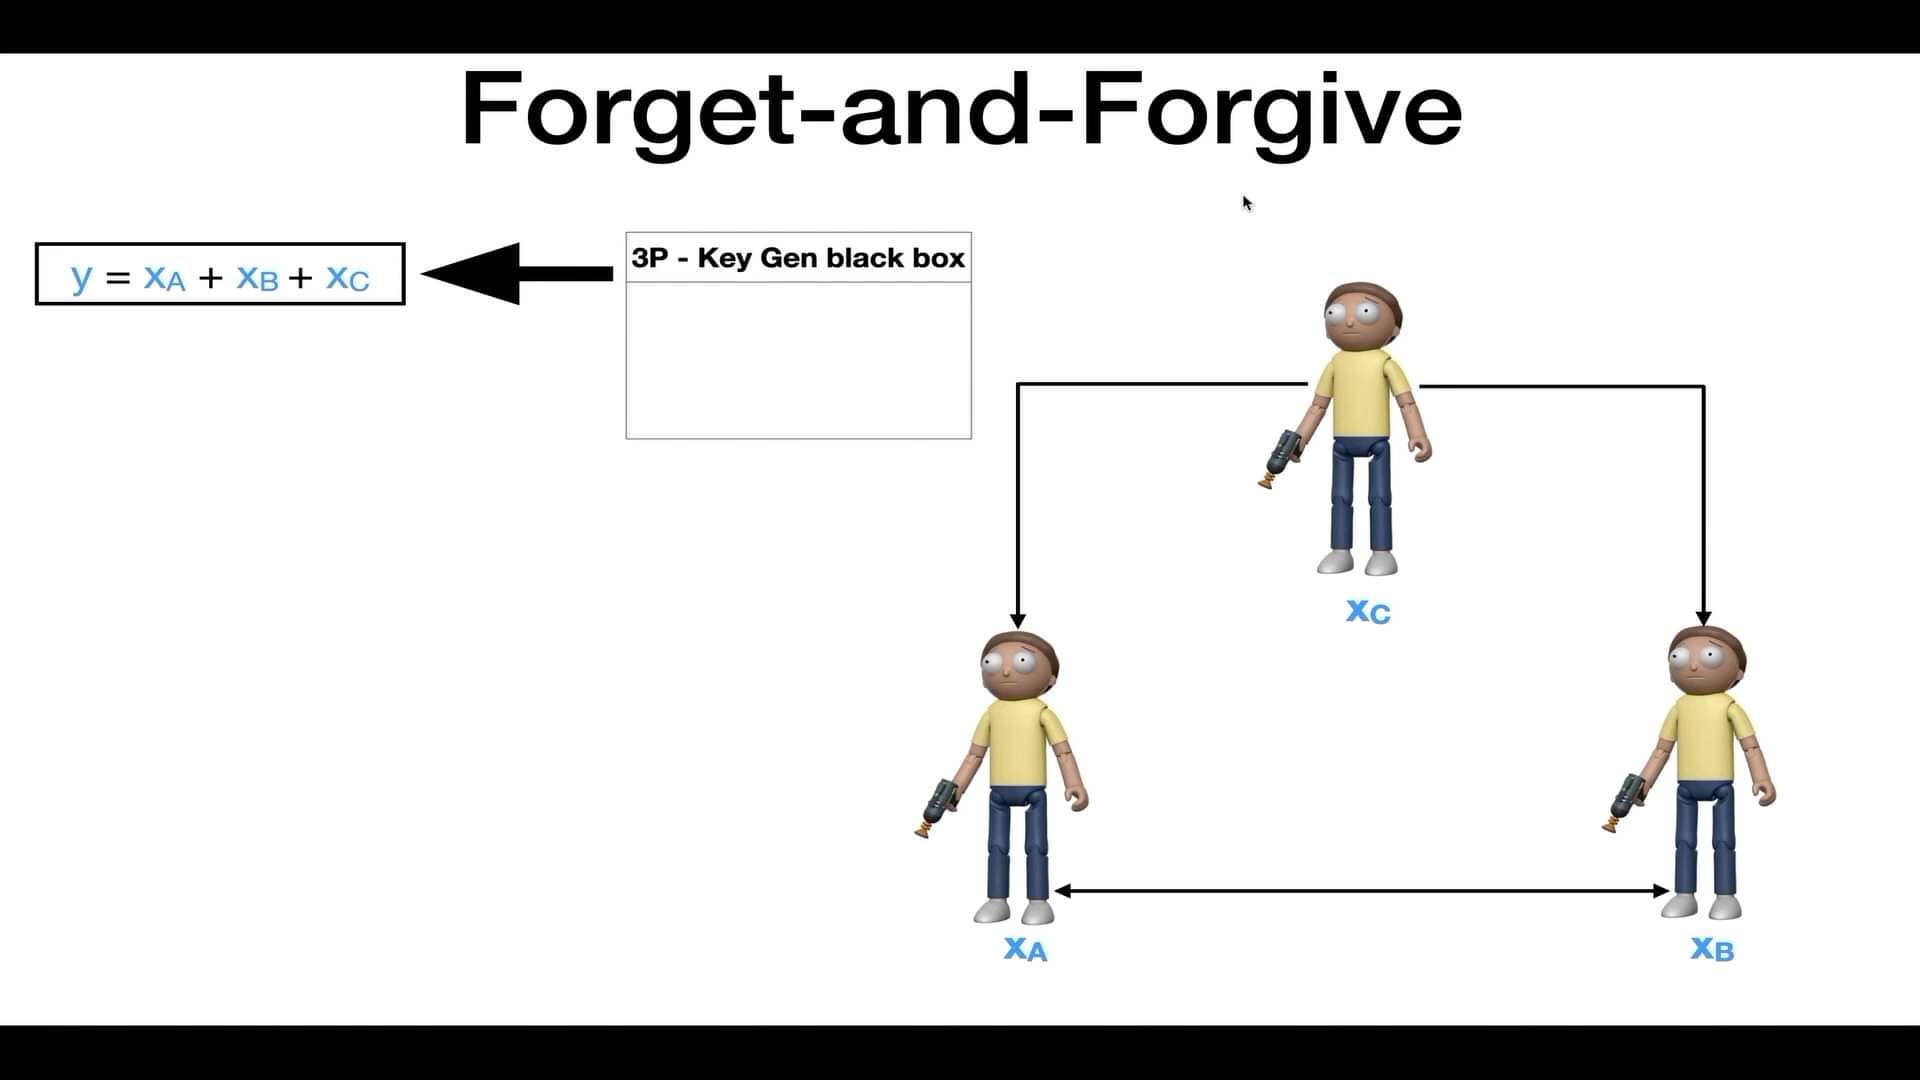 Forget-and-Forgive
y = xA + xB + xC
3P - Key Gen black box
xC
xA
xB